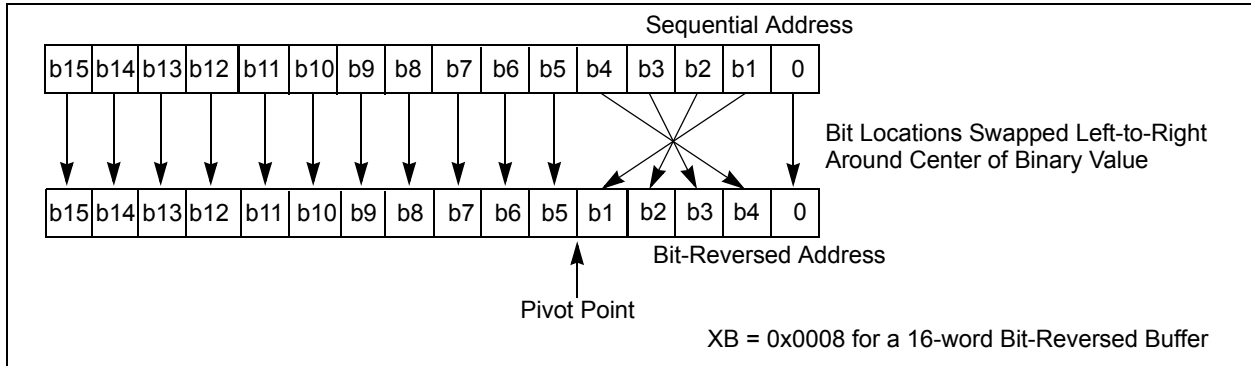 Sequential Address
b15 b14 b13 b12 b11 b10 b9 b8 b7 b6 b5 b4 b3 b2 b1 0
Bit Locations Swapped Left-to-Right
Around Center of Binary Value
b15 b14 b13 b12 b11 b10 b9 b8 b7 b6 b5 b1 b2 b3 b4 0
Bit-Reversed Address
Pivot Point
XB = 0x0008 for a 16-word Bit-Reversed Buffer